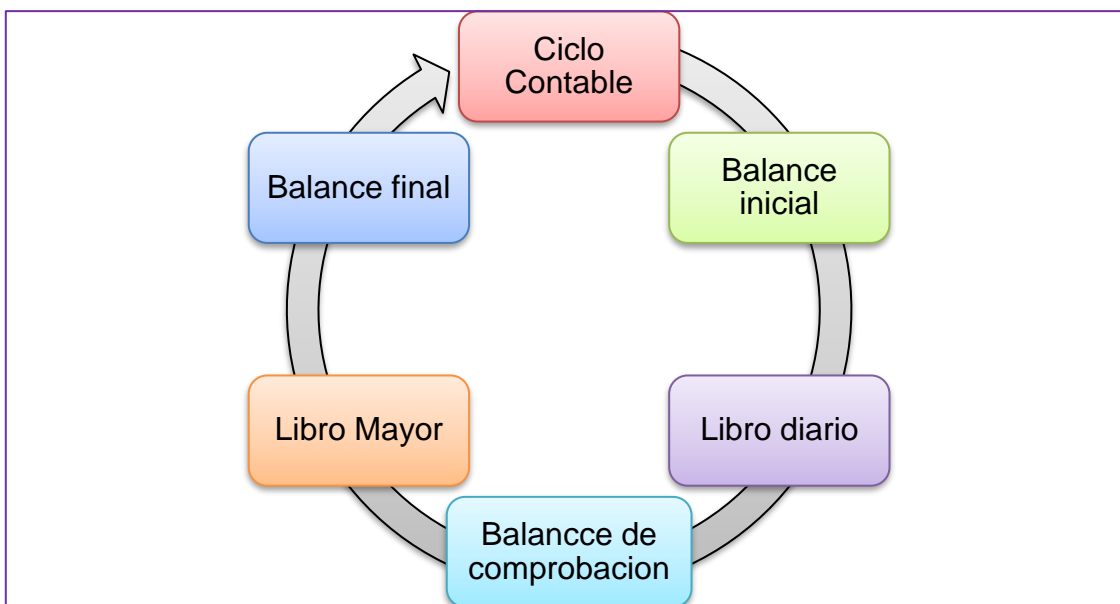 Ciclo
Contable
Balance
inicial
Libro diario
Balancce de
comprobacion
Libro Mayor
Balance final